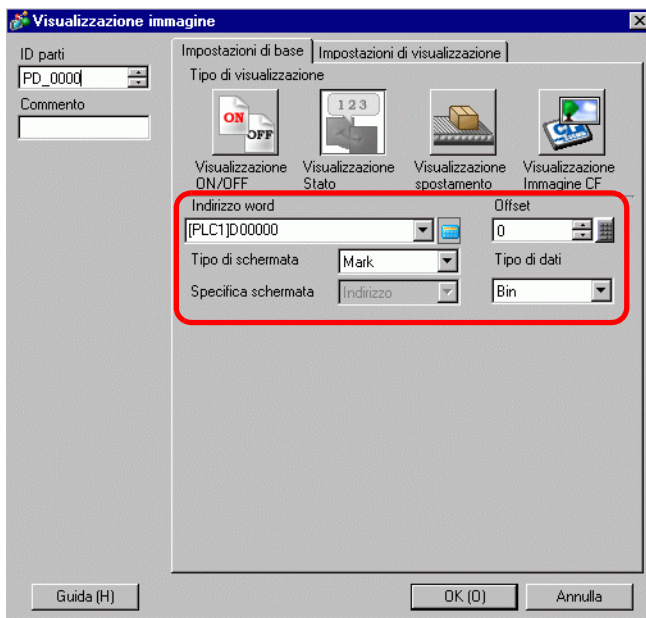 Visualizzazione immagine
ID parti
PD_0000
Commento
Impostazioni di base
Impostazioni di visualizzazione
Tipo di visualizzazione
ON
OFF
123
CF
Visualizzazione ON/OFF
Visualizzazione Stato
Visualizzazione spostamento
Visualizzazione Immagine CF
Indirizzo word
Offset
[PLC1]D00000
0
Tipo di schermata
Mark
Tipo di dati
Specifica schermata
Indirizzo
Bin
Guida (H)
OK (O)
Annulla